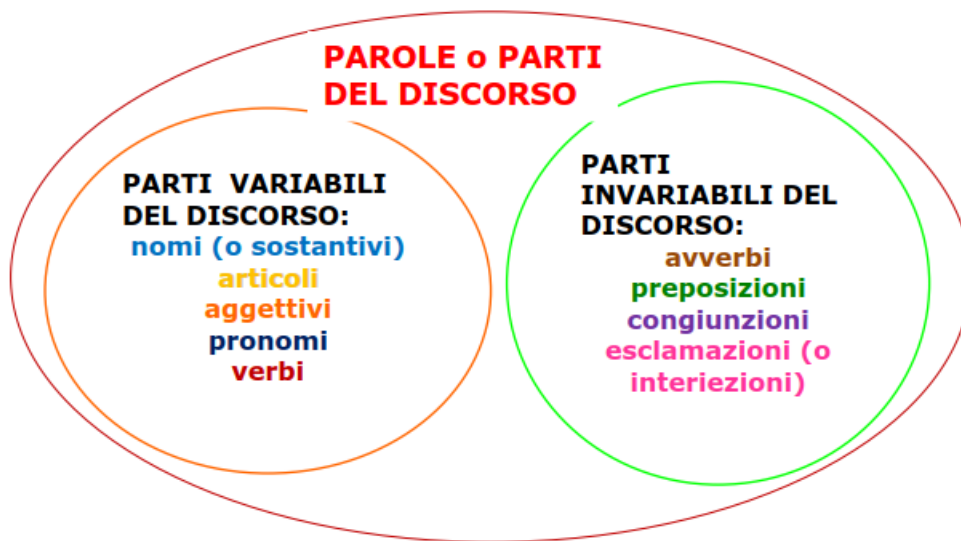 PAROLE o PARTI
DEL DISCORSO
PARTI VARIABILI
DEL DISCORSO:
nomi (o sostantivi)
articoli
aggettivi
pronomi
verbi
PARTI
INVARIABILI DEL
DISCORSO:
avverbi
preposizioni
congiunzioni
esclamazioni (o
interiezioni)